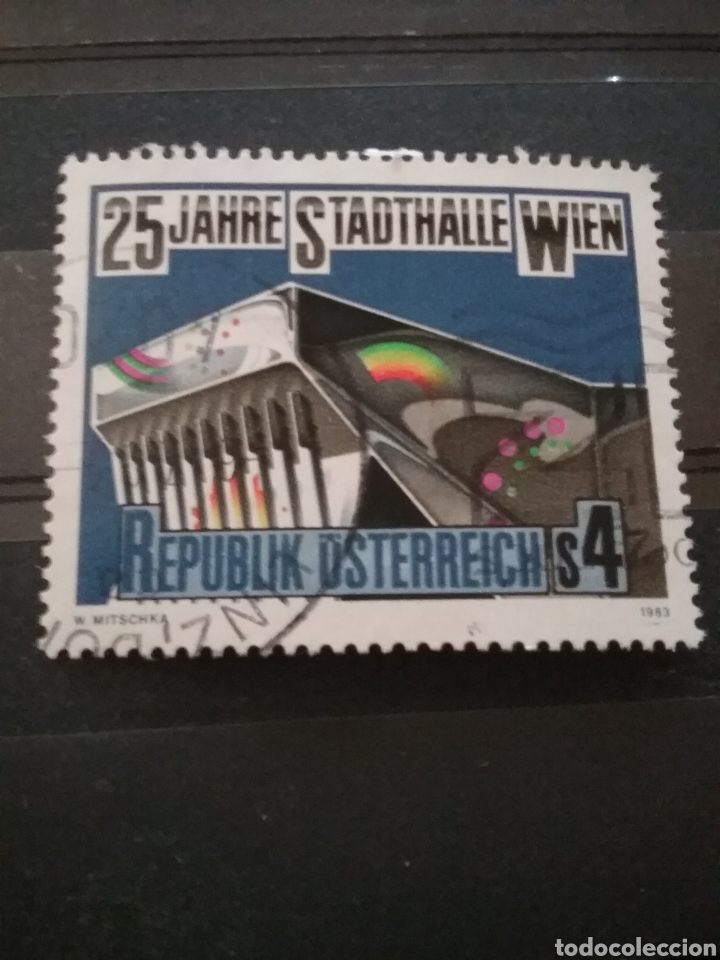 25 JAHRE STADTHALLE WIEN
REPUBLIK ÖSTERREICH S4
W. MITSCHKA 1983
todocoleccion